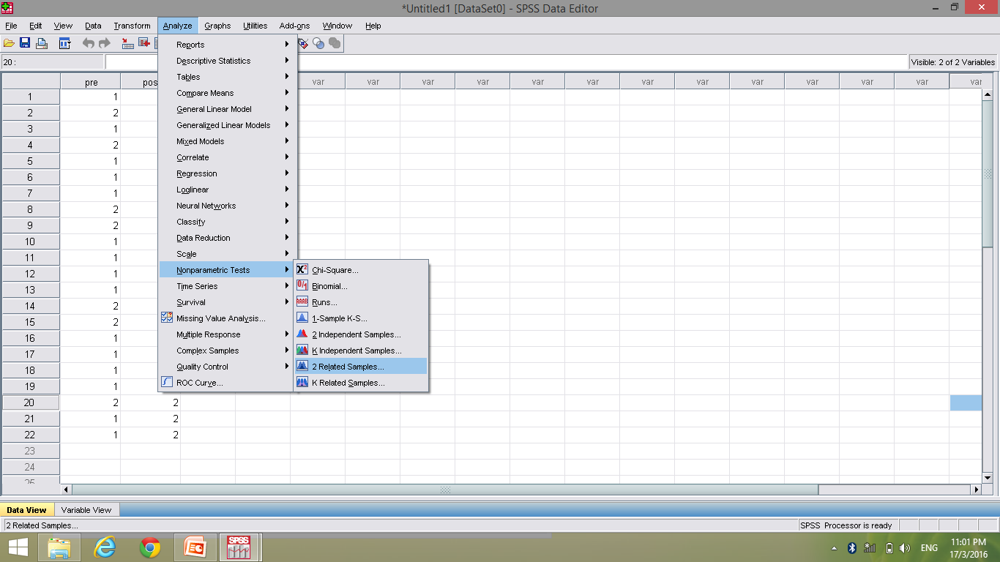 *Untitled1 [DataSet0] - SPSS Data Editor
File Edit View Data Transform Analyze Graphs Utilities Add-ons Window Help
20 :
Visible: 2 of 2 Variables
pre pos var var var var var var var var var var var var var
1 1
2 2
3 1
4 2
5 1
6 1
7 1
8 2
9 2
10 1
11 1
12 1
13 1
14 2
15 2
16 1
17 1
18 1
19 1
20 2 2
21 1 2
22 1 2
23
24
25
Reports
Descriptive Statistics
Tables
Compare Means
General Linear Model
Generalized Linear Models
Mixed Models
Correlate
Regression
Loglinear
Neural Networks
Classify
Data Reduction
Scale
Nonparametric Tests
Time Series
Survival
Missing Value Analysis...
Multiple Response
Complex Samples
Quality Control
ROC Curve...
Chi-Square...
Binomial...
Runs...
1-Sample K-S...
2 Independent Samples...
K Independent Samples...
2 Related Samples...
K Related Samples...
Data View Variable View
2 Related Samples...
SPSS Processor is ready
SPSS
ENG
11:01 PM
17/3/2016